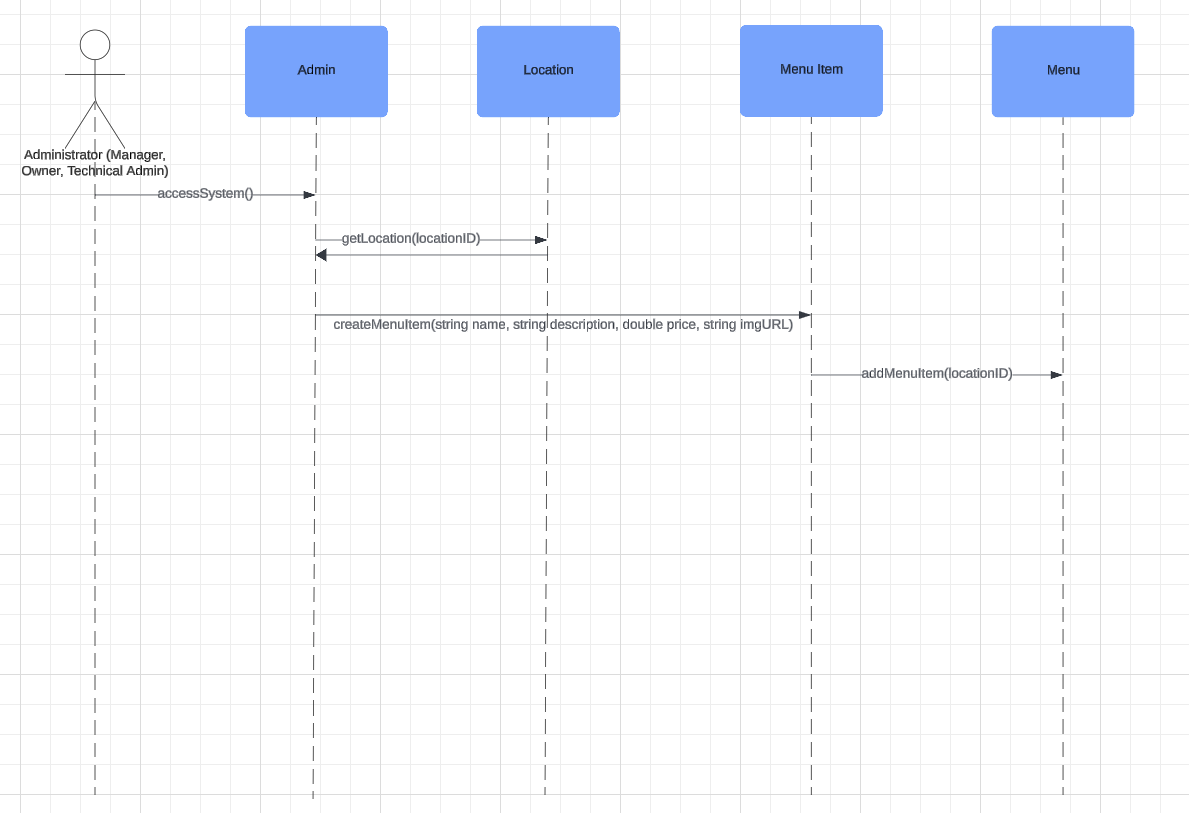 Admin
Location
Menu Item
Menu
Administrator (Manager,
Owner, Technical Admin)
accessSystem()
getLocation(locationID)
createMenuItem(string name, string description, double price, string imgURL)
addMenuItem(locationID)